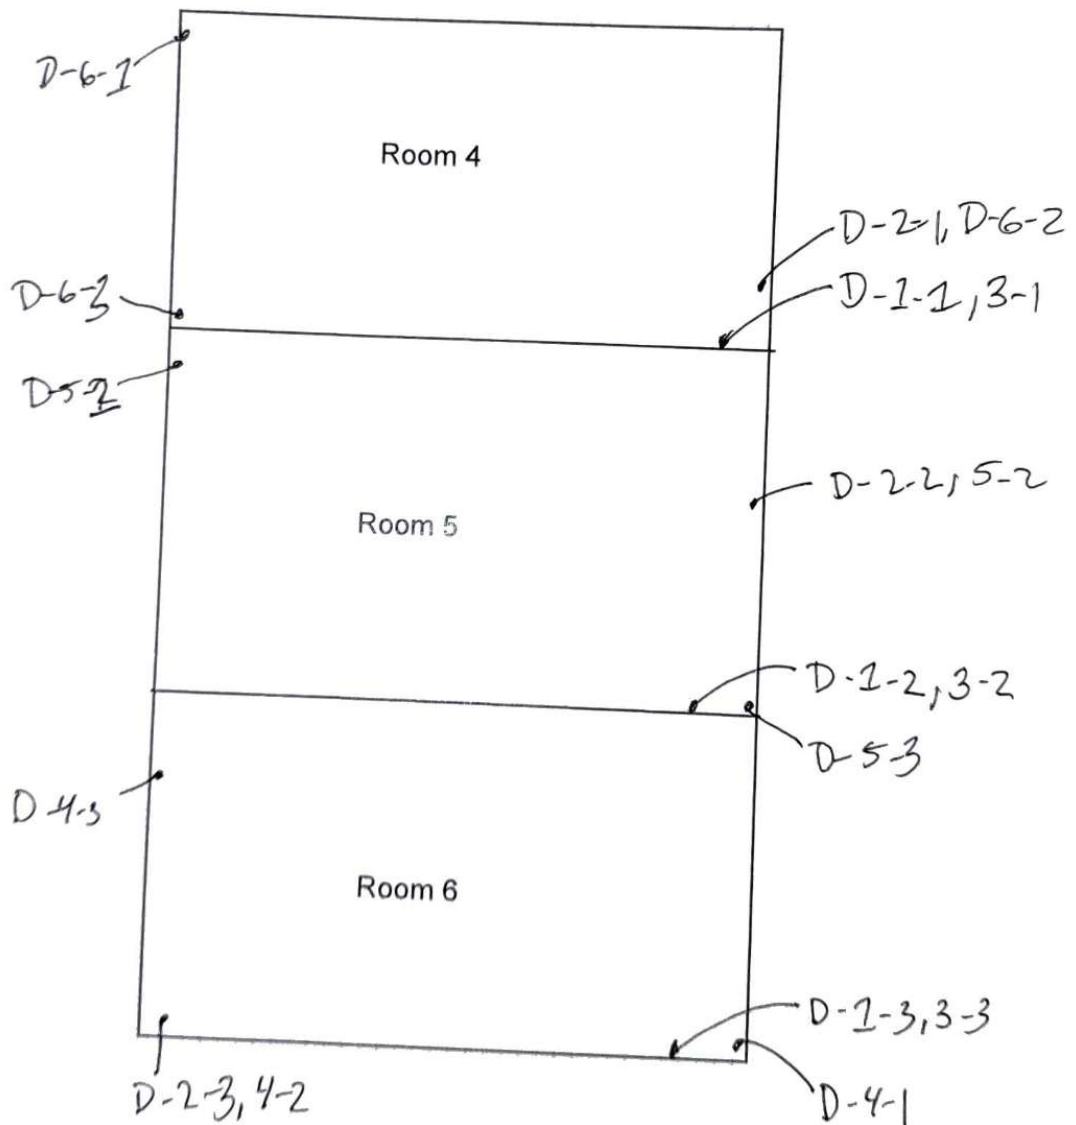 D-6-1
Room 4
D-2-1, D-6-2
D-1-1, 3-1
D-6-3
D-5-1
D-2-2, 5-2
Room 5
D-1-2, 3-2
D-5-3
D-4-3
Room 6
D-1-3, 3-3
D-4-1
D-2-3, 4-2